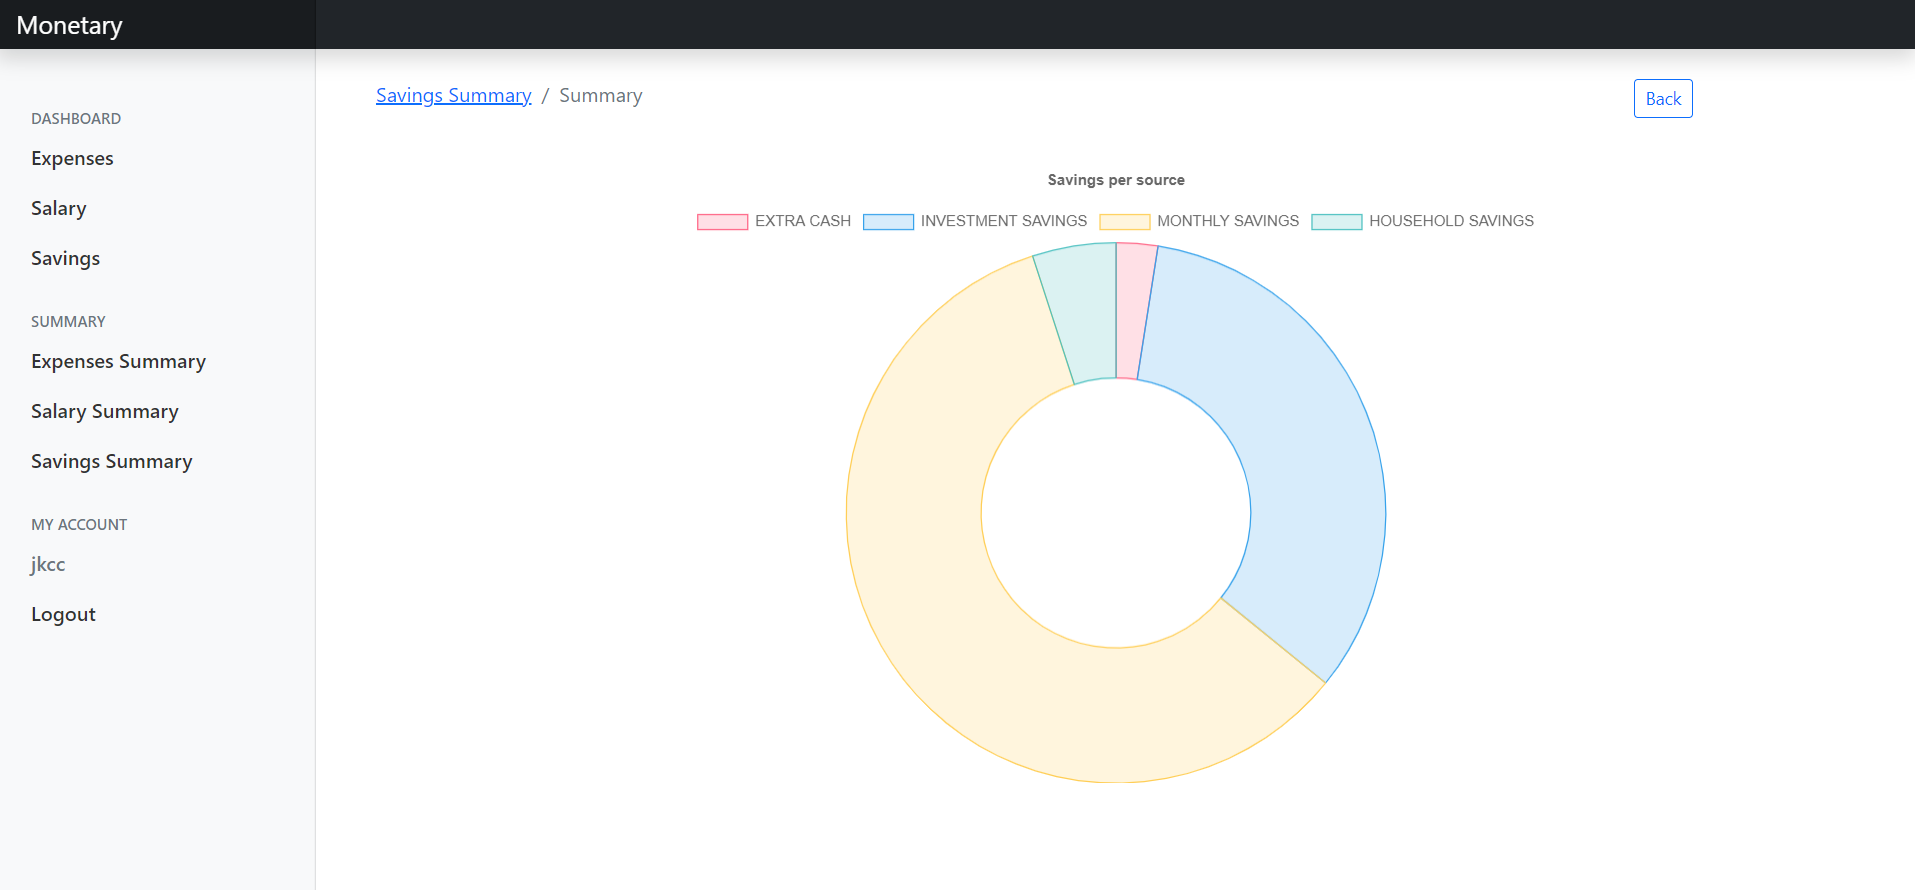 Monetary
DASHBOARD
Expenses
Salary
Savings
SUMMARY
Expenses Summary
Salary Summary
Savings Summary
MY ACCOUNT
jkcc
Logout
Savings Summary / Summary
Back
Savings per source
EXTRA CASH INVESTMENT SAVINGS MONTHLY SAVINGS HOUSEHOLD SAVINGS